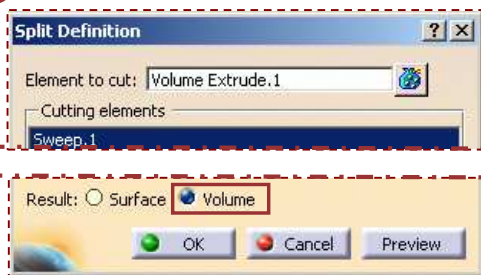 Split Definition ? ×
Element to cut: Volume Extrude.1
Cutting elements
Sweep.1
Result: Surface Volume
OK Cancel Preview